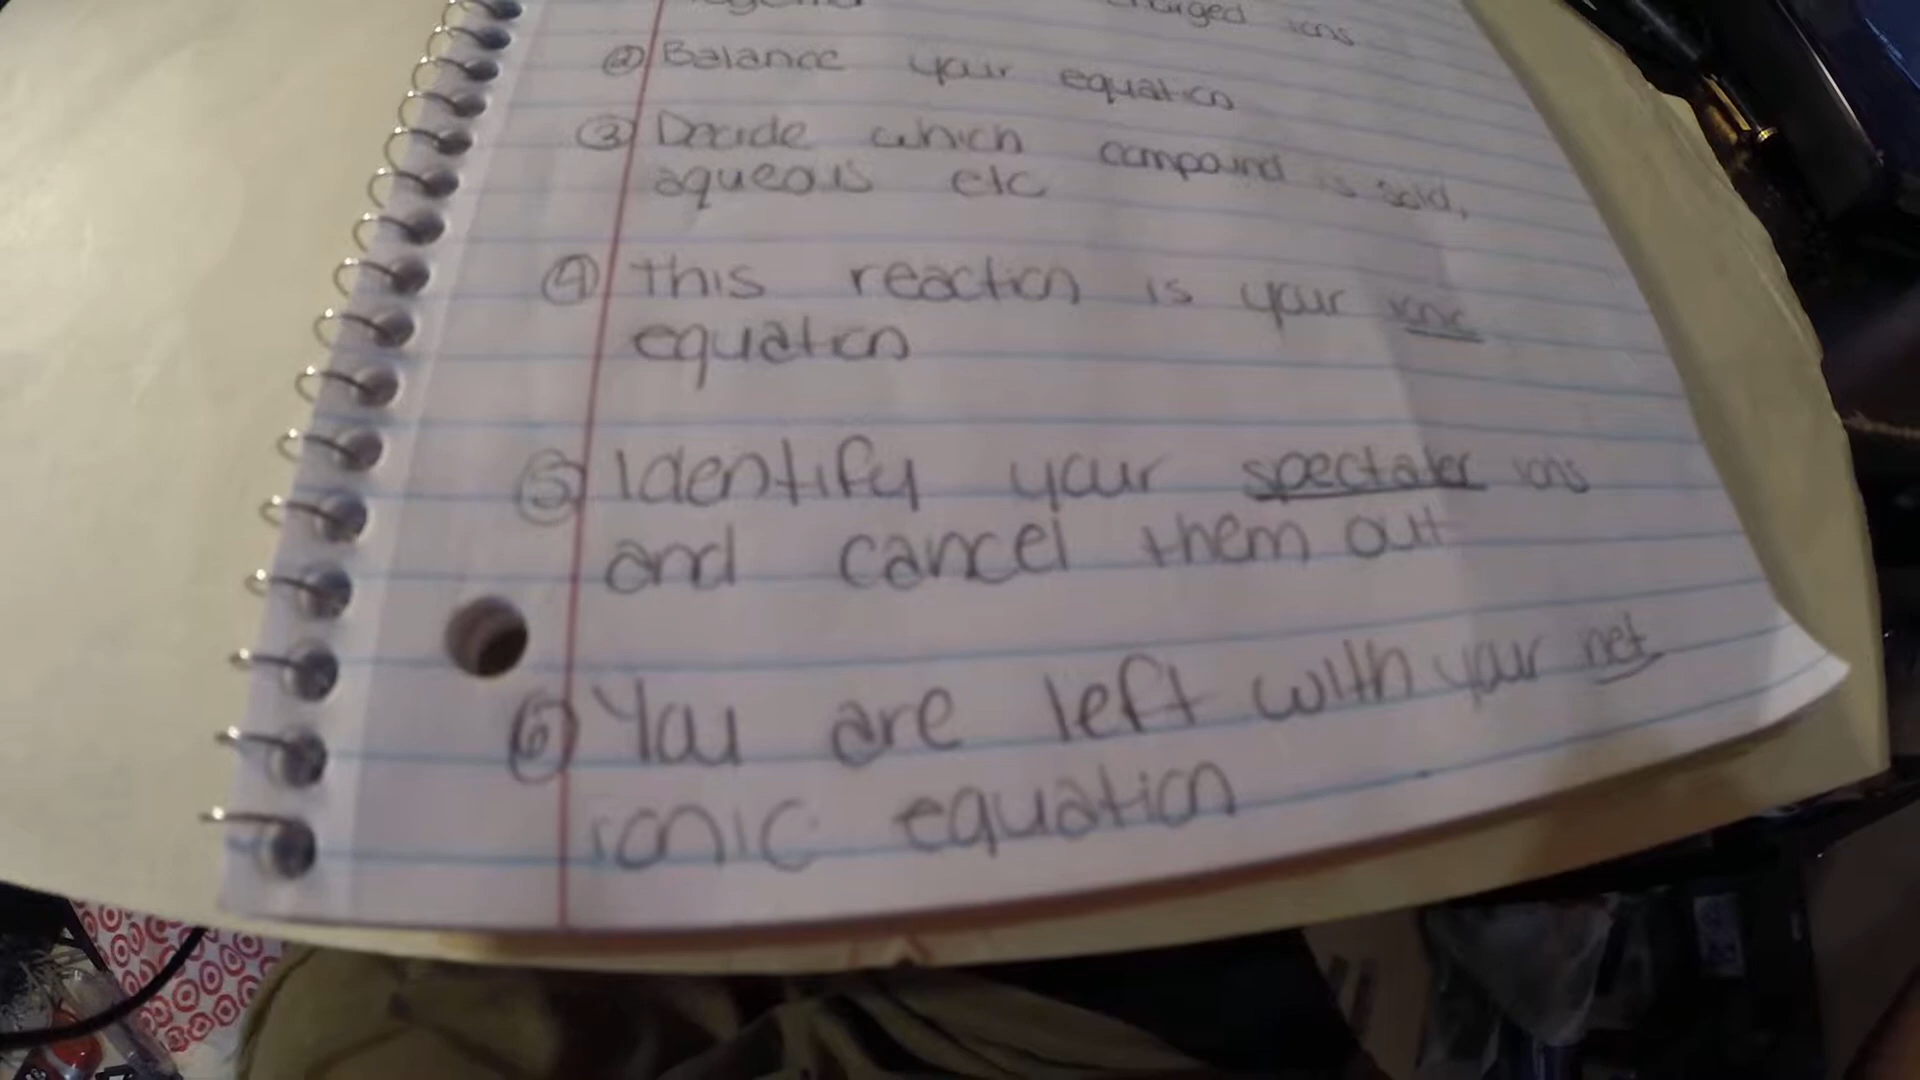 charged ions
② Balance your equation
③ Decide which compound is solid,
aqueous etc
④ this reaction is your ionic
equation
⑤ Identify your spectator ions
and cancel them out
⑥ You are left with your net
ionic equation